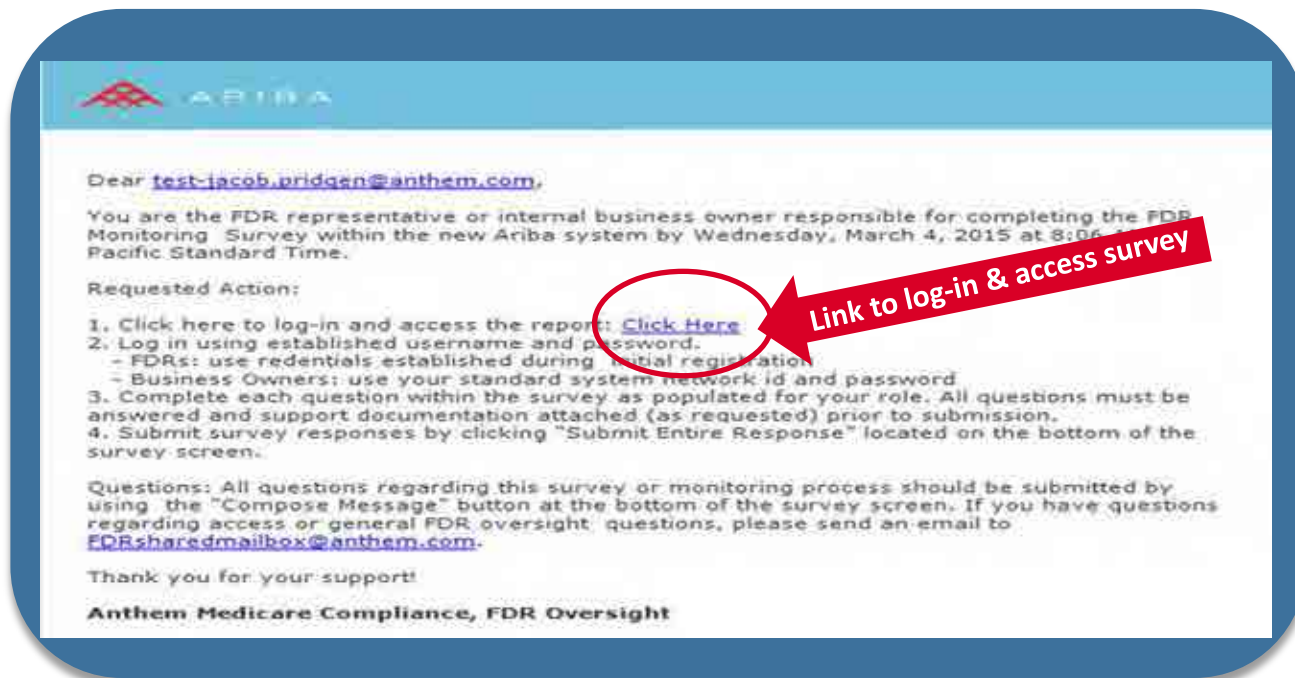 ARIBA
Dear test-jacob.pridgen@anthem.com,
You are the FDR representative or internal business owner responsible for completing the FDR
Monitoring Survey within the new Ariba system by Wednesday, March 4, 2015 at 8:06
Pacific Standard Time.
Requested Action:
1. Click here to log-in and access the report: Click Here
2. Log in using established username and password.
– FDRs: use redentials established during initial registration
– Business Owners: use your standard system network id and password
3. Complete each question within the survey as populated for your role. All questions must be
answered and support documentation attached (as requested) prior to submission.
4. Submit survey responses by clicking "Submit Entire Response" located on the bottom of the
survey screen.
Questions: All questions regarding this survey or monitoring process should be submitted by
using the "Compose Message" button at the bottom of the survey screen. If you have questions
regarding access or general FDR oversight questions, please send an email to
FDRsharedmailbox@anthem.com.
Thank you for your support!
Anthem Medicare Compliance, FDR Oversight
Link to log-in & access survey